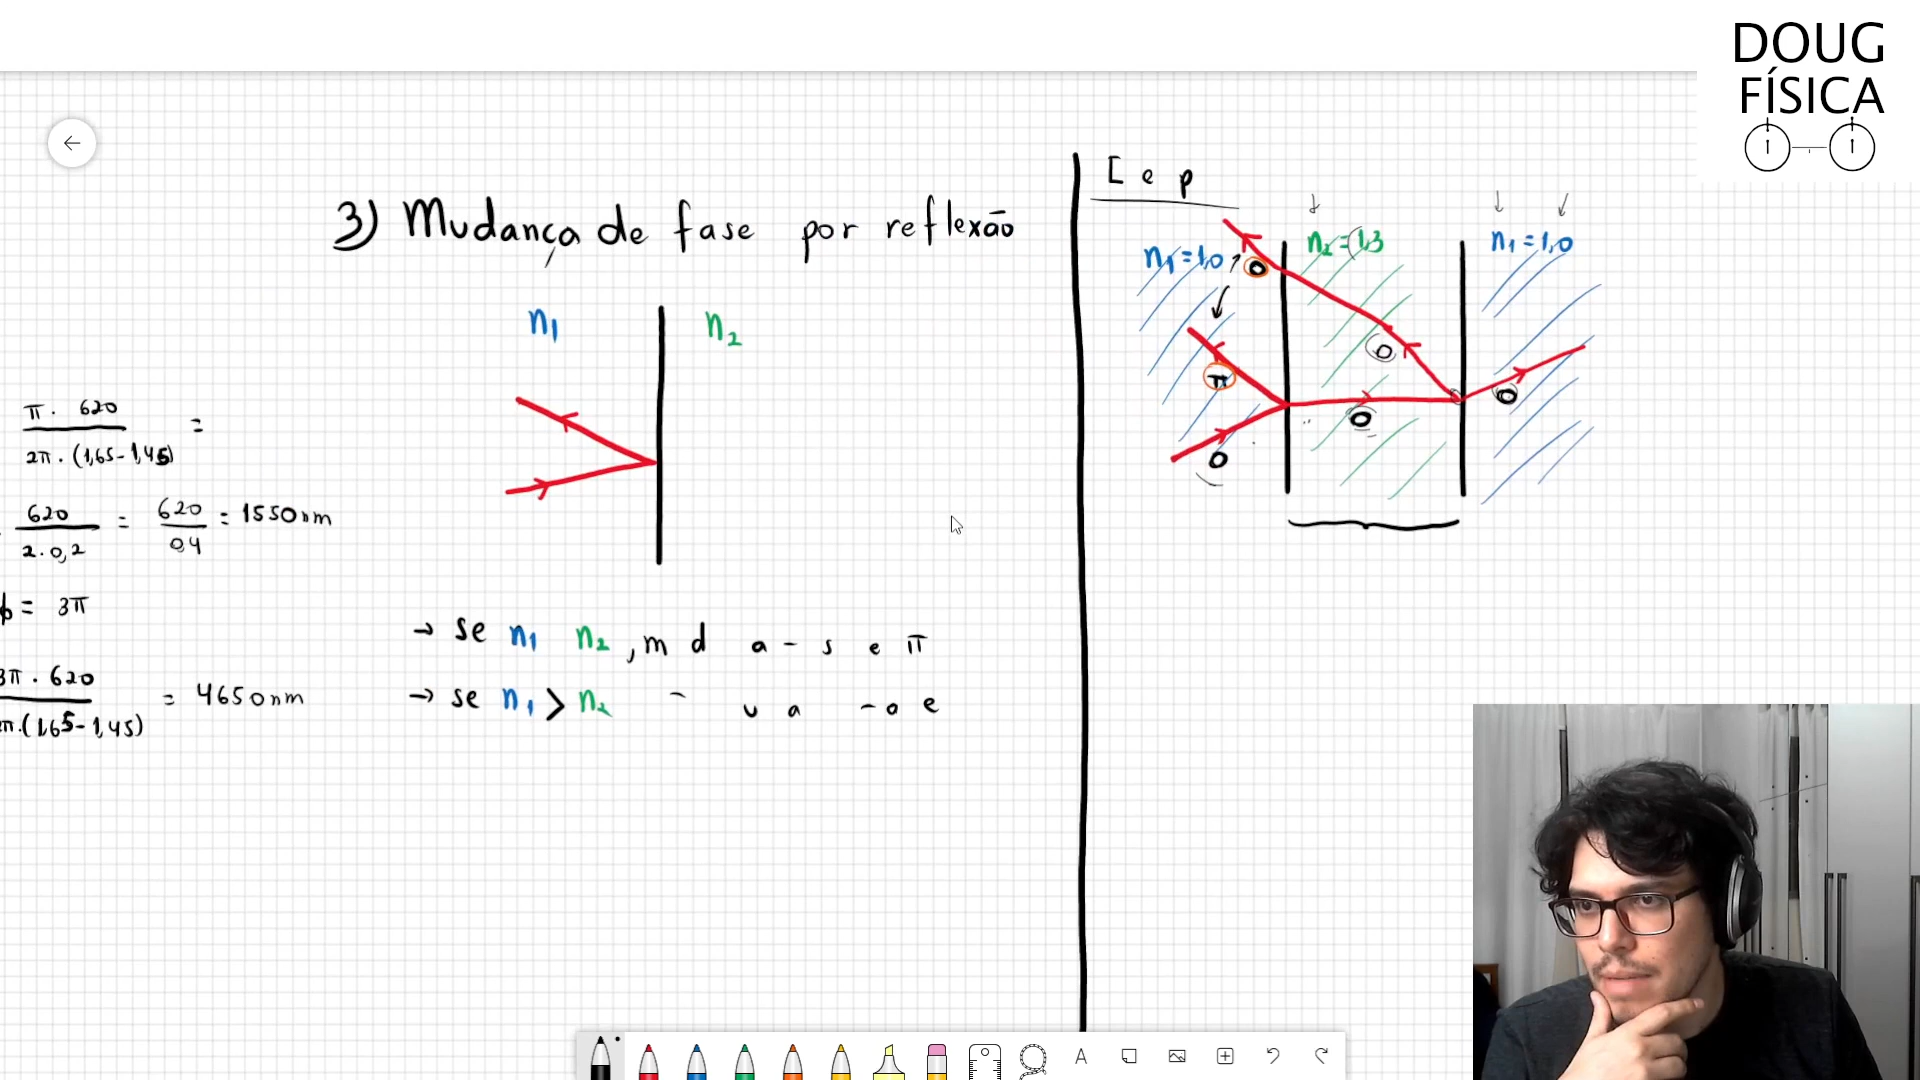 DOUG
FÍSICA
3) Mudança de fase por reflexão
n₁
n₂
π. 620
2π. (1,65-1,45)
=
620
2.0,2
=
620
0,4
= 1550nm
= 3π
3π. 620
π.(1,65-1,45)
= 4650nm
→ se n₁ n₂, m d a - s e π
→ se n₁ > n₂ u a - o e
E e p
n₁=1,0
n₂=1,3
n₁=1,0
0
π
0
0
0
0
A